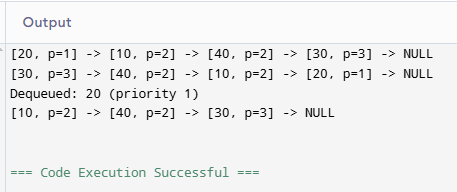 Output
[20, p=1] -> [10, p=2] -> [40, p=2] -> [30, p=3] -> NULL
[30, p=3] -> [40, p=2] -> [10, p=2] -> [20, p=1] -> NULL
Dequeued: 20 (priority 1)
[10, p=2] -> [40, p=2] -> [30, p=3] -> NULL
=== Code Execution Successful ===